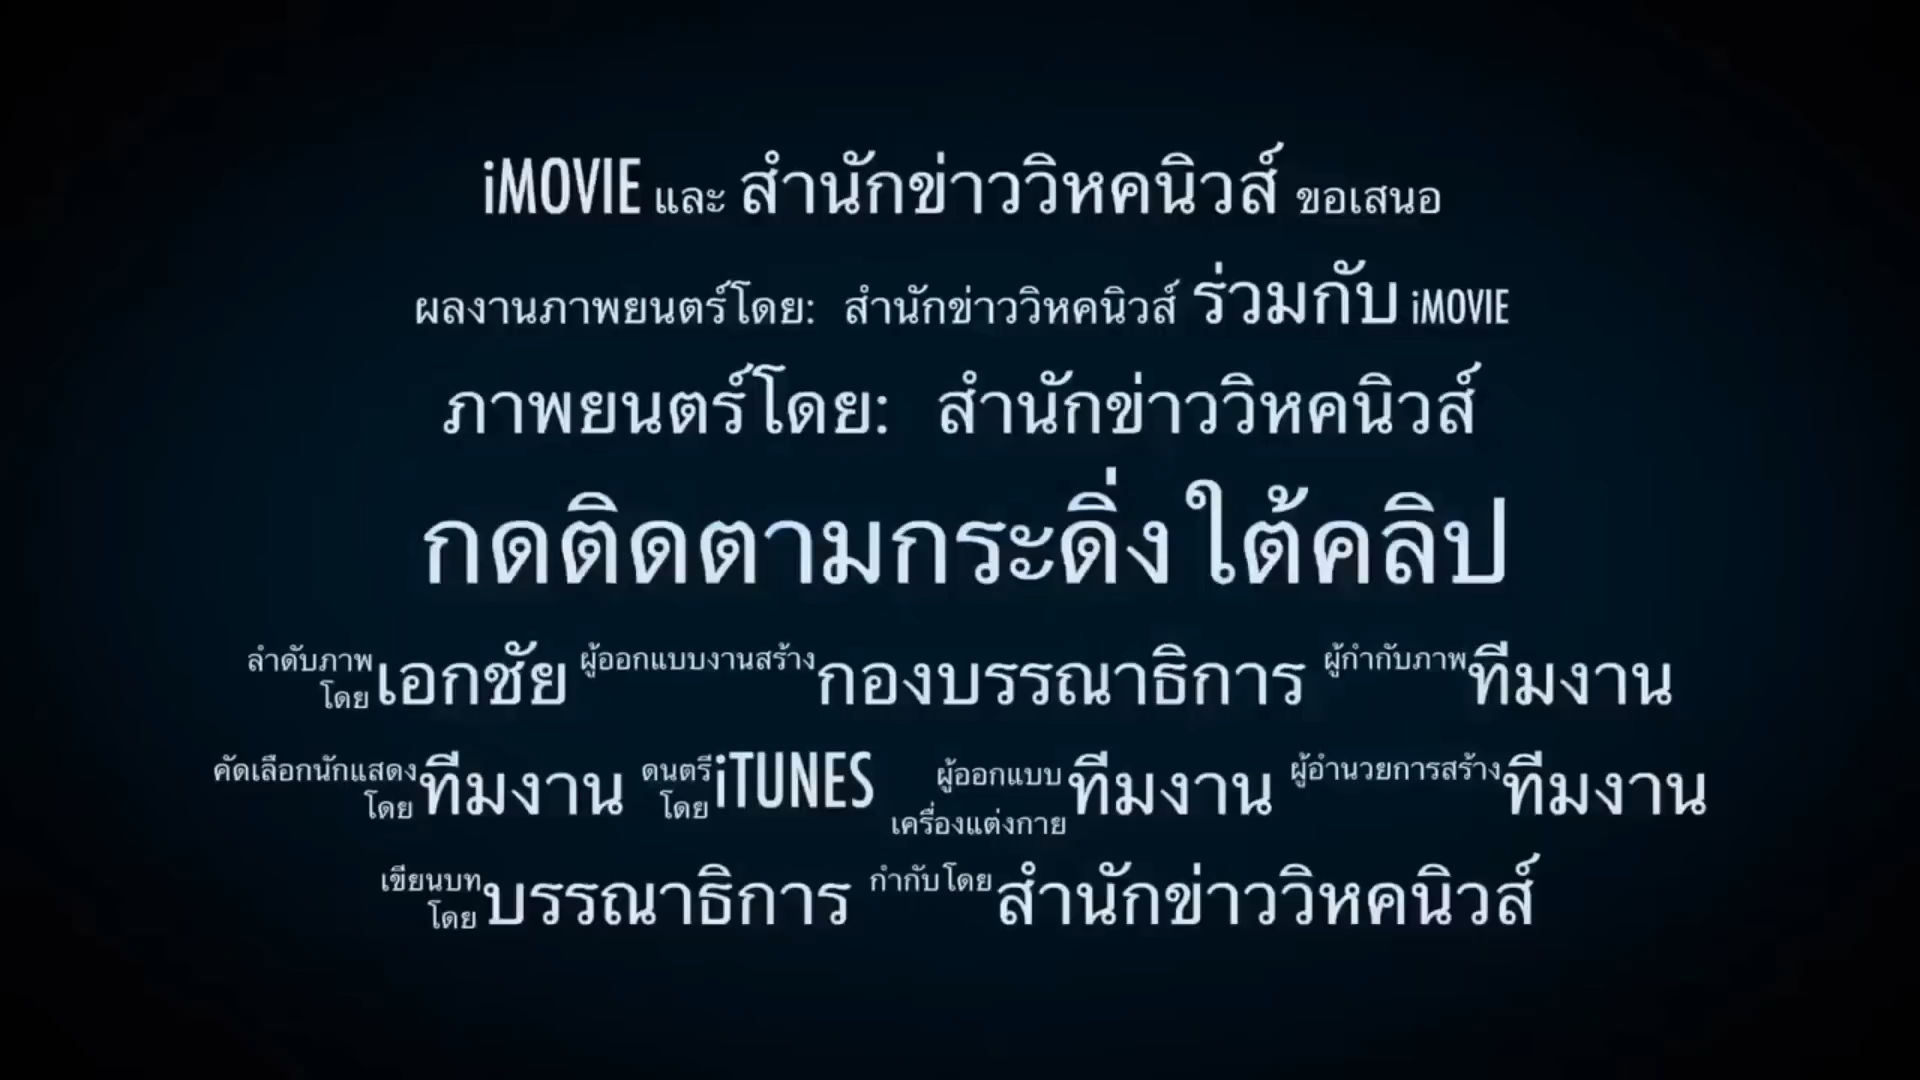 iMOVIE และ สำนักข่าววิหคนิวส์ ขอเสนอ
ผลงานภาพยนตร์โดย: สำนักข่าววิหคนิวส์ ร่วมกับ iMOVIE
ภาพยนตร์โดย: สำนักข่าววิหคนิวส์
กดติดตามกระดิ่ง ใต้คลิป
ลำดับภาพโดย เอกชัย ผู้ออกแบบงานสร้าง กองบรรณาธิการ ผู้กำกับภาพ ทีมงาน
คัดเลือกนักแสดงโดย ทีมงาน ดนตรีโดย iTUNES ผู้ออกแบบเครื่องแต่งกาย ทีมงาน ผู้อำนวยการสร้าง ทีมงาน
เขียนบทโดย บรรณาธิการ กำกับโดย สำนักข่าววิหคนิวส์